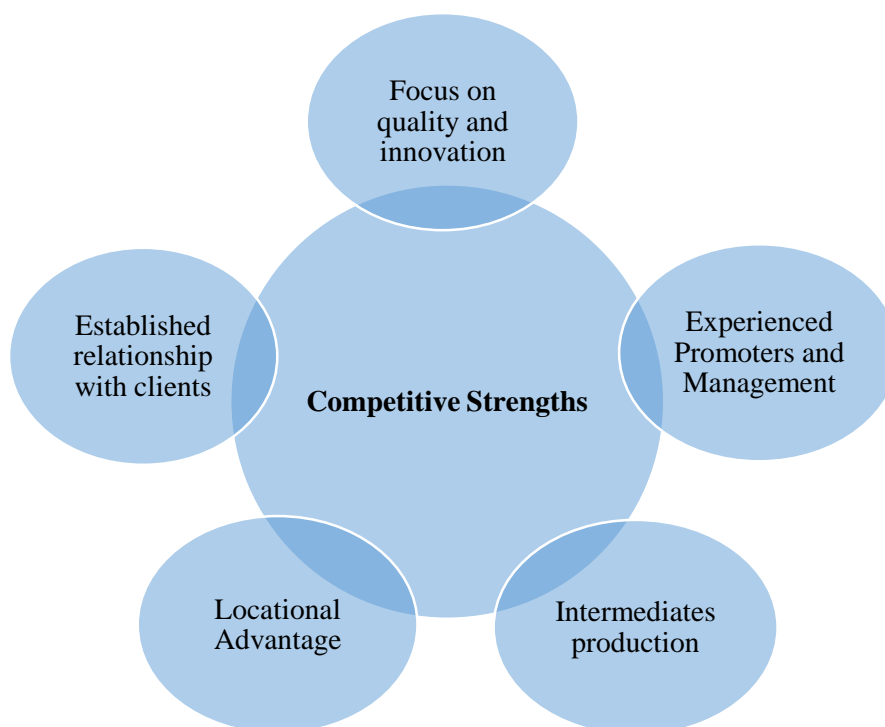 Focus on
quality and
innovation
Established
relationship
with clients
Experienced
Promoters and
Management
Competitive Strengths
Locational
Advantage
Intermediates
production